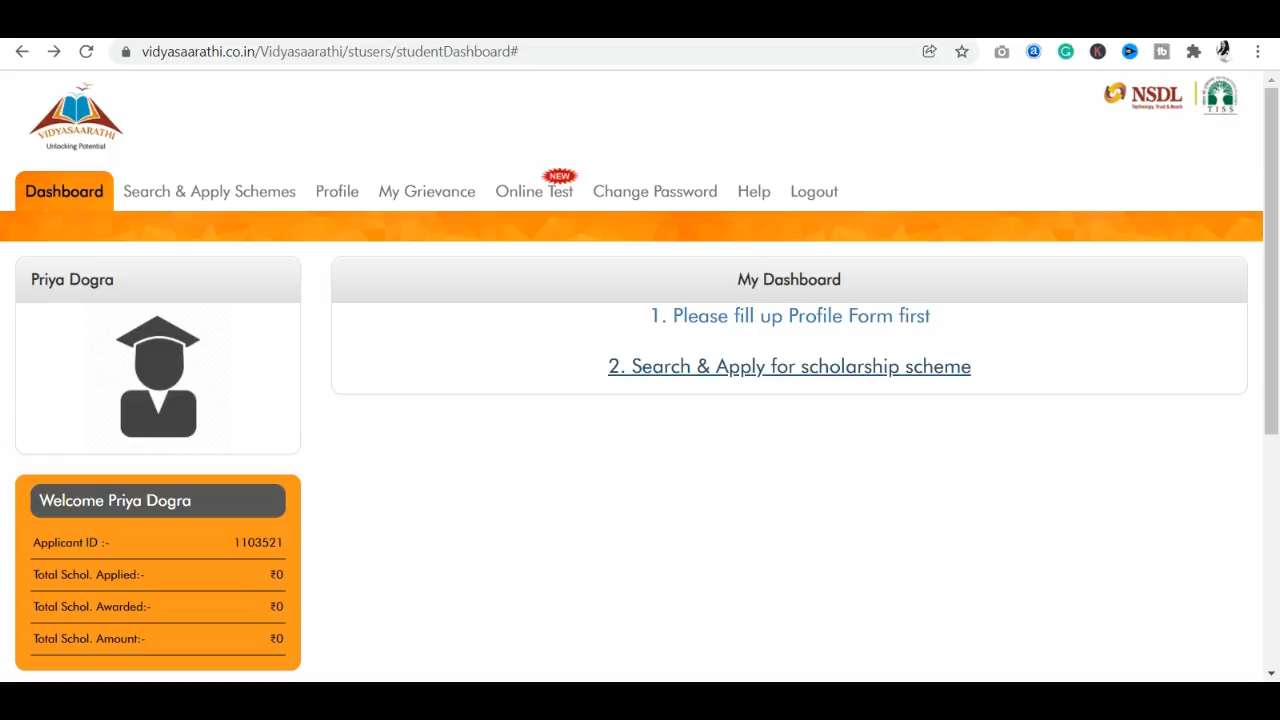 vidyasaarathi.co.in/Vidyasaarathi/stusers/studentDashboard#
VIDYASAARATHI
Unlocking Potential
NSDL
Technology, Trust & Reach
TISS
NEW
Dashboard Search & Apply Schemes Profile My Grievance Online Test Change Password Help Logout
Priya Dogra
My Dashboard
1. Please fill up Profile Form first
2. Search & Apply for scholarship scheme
Welcome Priya Dogra
Applicant ID :- 1103521
Total Schol. Applied:- ₹0
Total Schol. Awarded:- ₹0
Total Schol. Amount:- ₹0